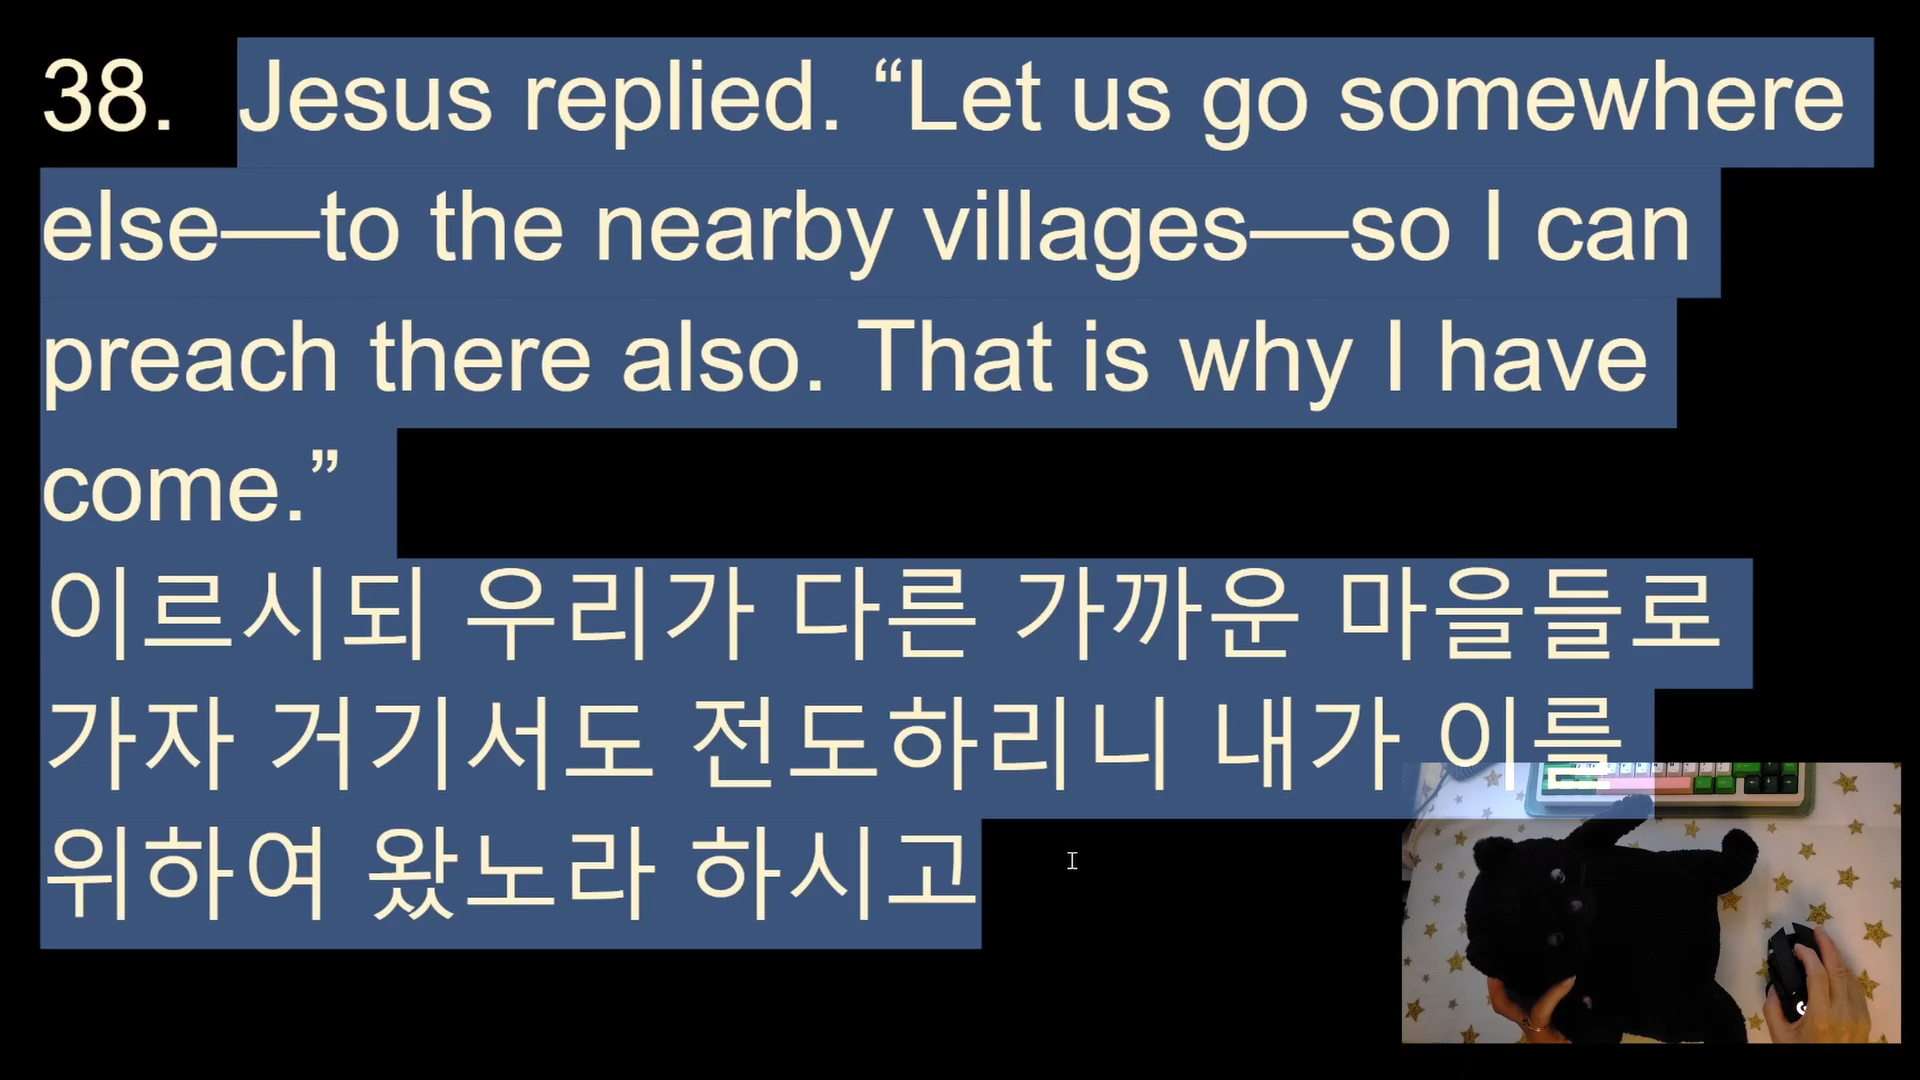 38. Jesus replied. “Let us go somewhere
else—to the nearby villages—so I can
preach there also. That is why I have
come.”
이르시되 우리가 다른 가까운 마을들로
가자 거기서도 전도하리니 내가 이를
위하여 왔노라 하시고